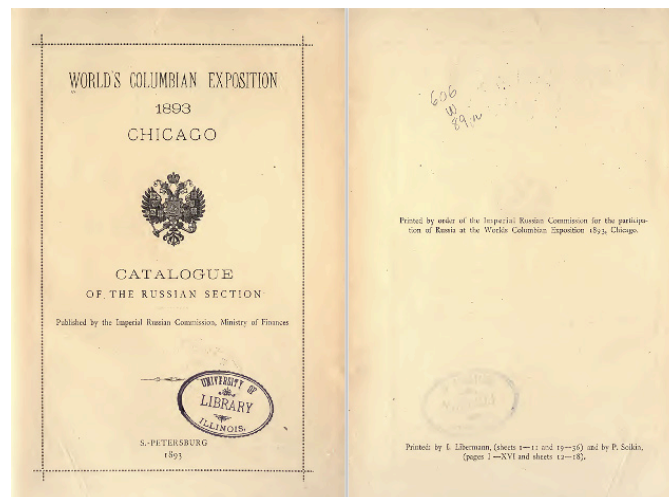 WORLD'S COLUMBIAN EXPOSITION
1893
CHICAGO
CATALOGUE
OF THE RUSSIAN SECTION
Published by the Imperial Russian Commission, Ministry of Finances
UNIVERSITY OF
LIBRARY
ILLINOIS.
S.-PETERSBURG
1893
606
W
Printed by order of the Imperial Russian Commission for the participa-
tion of Russia at the Worlds Columbian Exposition 1893, Chicago.
Printed: by I. Libermann, (sheets 1—11 and 19—36) and by P. Soikin,
(pages I—XVI and sheets 12—18).